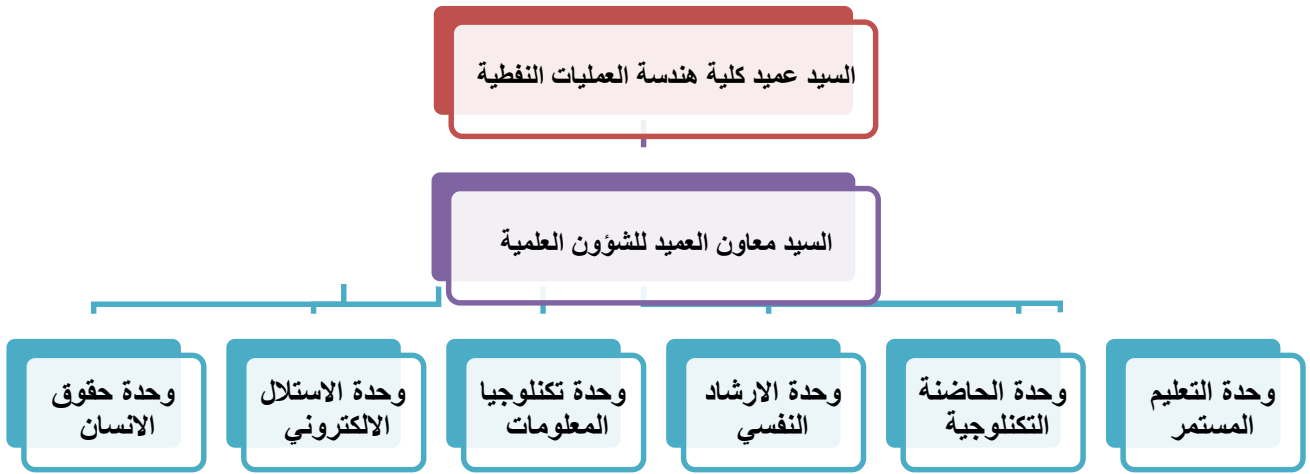 السيد عميد كلية هندسة العمليات النفطية
السيد معاون العميد للشؤون العلمية
وحدة التعليم
المستمر
وحدة الحاضنة
التكنلوجية
وحدة الارشاد
النفسي
وحدة تكنلوجيا
المعلومات
وحدة الاستلال
الالكتروني
وحدة حقوق
الانسان